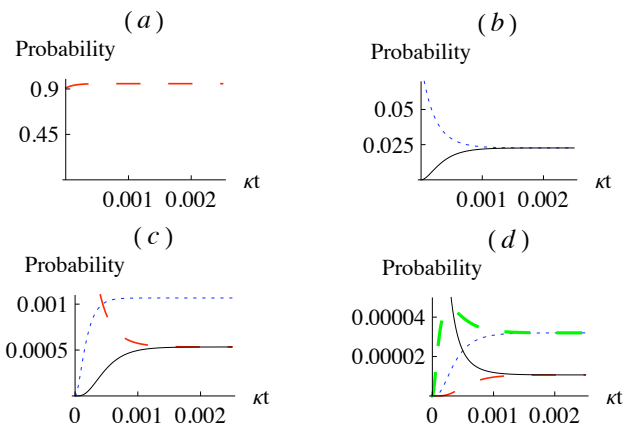 (a)
Probability
0.9
0.45
0.001 0.002
κt
(b)
Probability
0.05
0.025
0.001 0.002
κt
(c)
Probability
0.001
0.0005
0 0.001 0.002
κt
(d)
Probability
0.00004
0.00002
0 0.001 0.002
κt